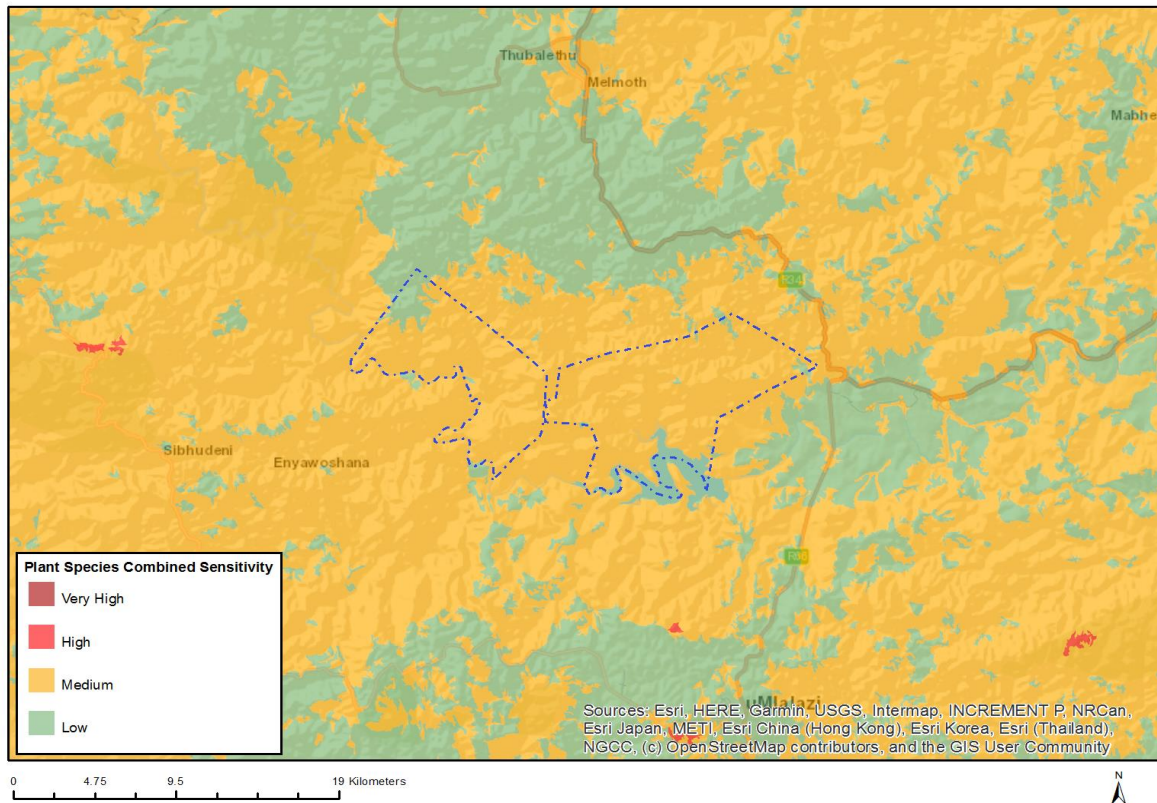 Thubalethu
Melmoth
Mabhe
R34
Sibhudeni
Enyawoshana
Plant Species Combined Sensitivity
Very High
High
Medium
Low
uMlalazi
Sources: Esri, HERE, Garmin, USGS, Intermap, INCREMENT P, NRCan,
Esri Japan, METI, Esri China (Hong Kong), Esri Korea, Esri (Thailand),
NGCC, (c) OpenStreetMap contributors, and the GIS User Community
0 4.75 9.5 19 Kilometers
N